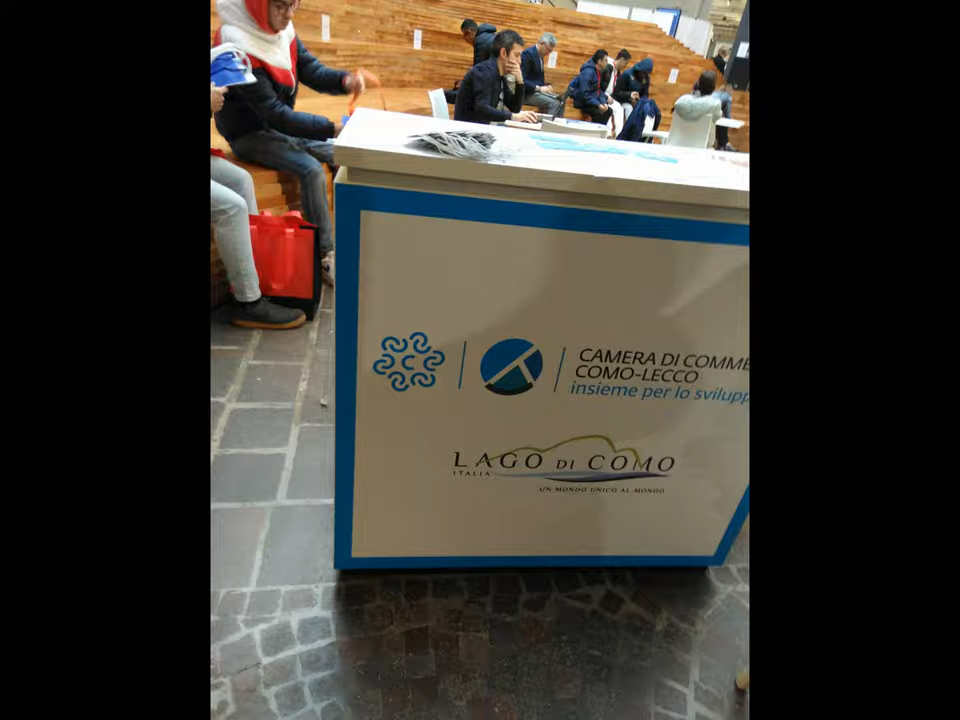 CAMERA DI COMME
COMO-LECCO
insieme per lo svilupp
LAGO DI COMO
ITALIA
UN MONDO UNICO AL MONDO